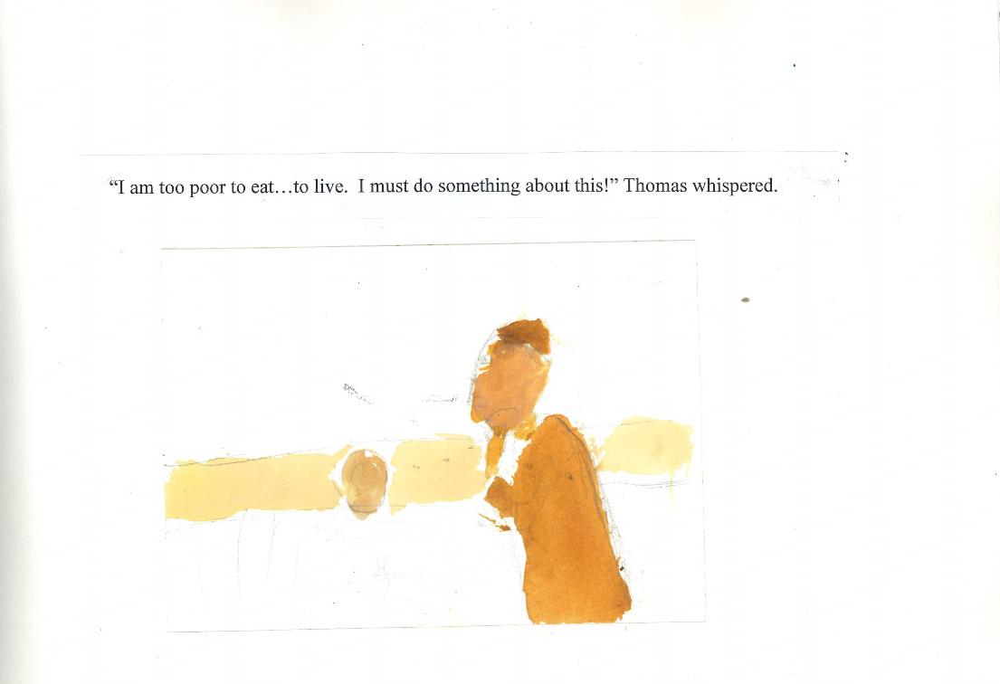 “I am too poor to eat…to live.  I must do something about this!” Thomas whispered.